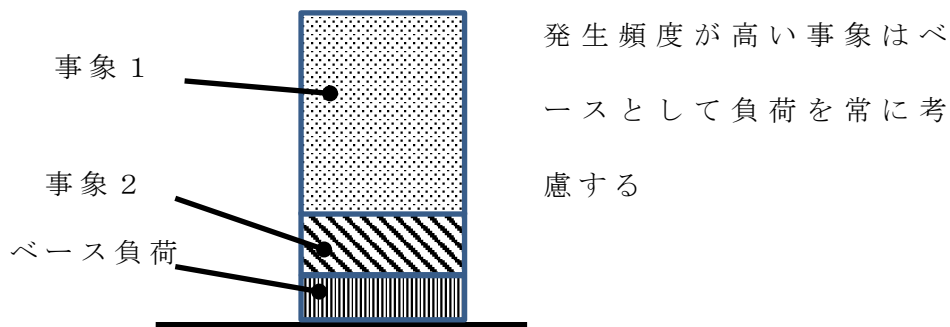 事象１
事象２
ベース負荷
発生頻度が高い事象はベ
ースとして負荷を常に考
慮する